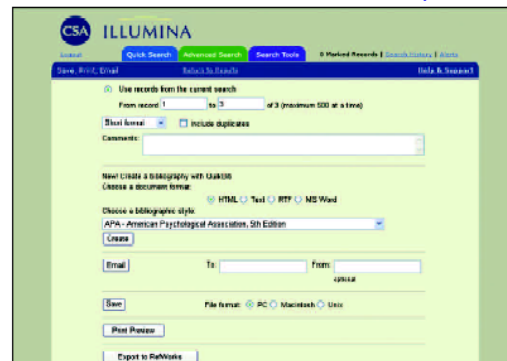 CSA ILLUMINA
Logout Quick Search Advanced Search Search Tools 0 Marked Records | Search History | Alerts
Save, Print, Email Return to Results Help & Support
Use records from the current search
From record 1 to 3 of 3 (maximum 500 at a time)
Short format Include duplicates
Comments:
New! Create a bibliography with QuikBib
Choose a document format:
HTML Text RTF MS Word
Choose a bibliographic style:
APA - American Psychological Association, 5th Edition
Create
Email To: From:
optional
Save File format: PC Macintosh Unix
Print Preview
Export to RefWorks